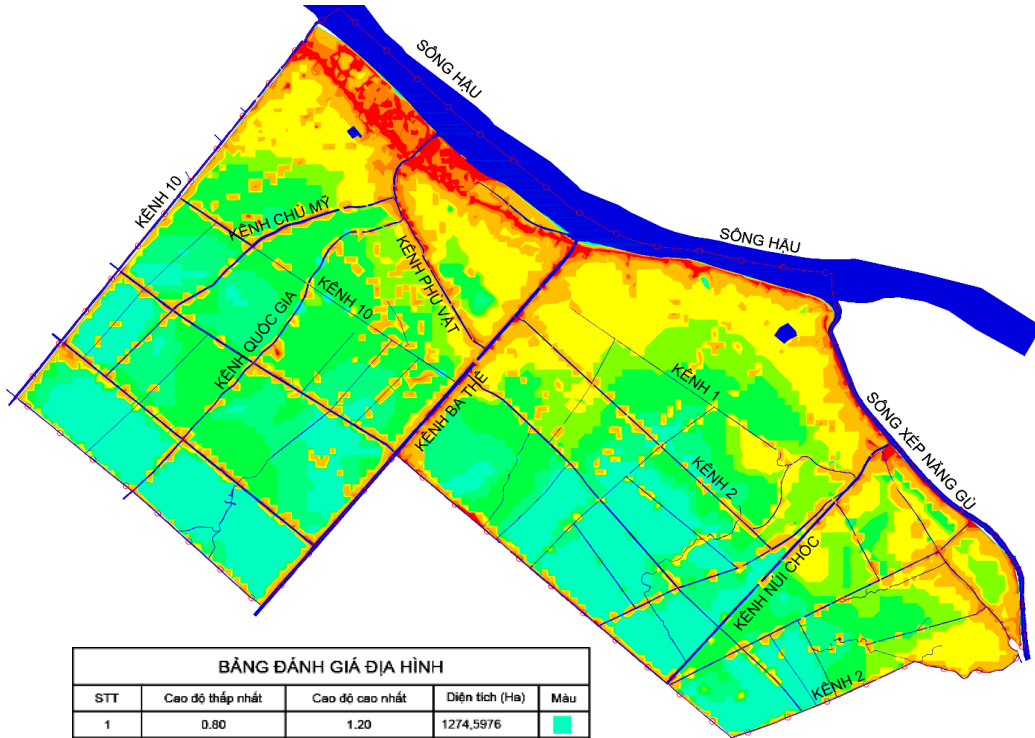 SÔNG HẬU
KÊNH 10
KÊNH CHỦ MỸ
SÔNG HẬU
KÊNH PHÙ VẬT
KÊNH 10
KÊNH QUỐC GIA
KÊNH BA THÊ
KÊNH 1
SÔNG XÉP NĂNG GÙ
KÊNH 2
KÊNH NÚI CHÓC
KÊNH 2
BẢNG ĐÁNH GIÁ ĐỊA HÌNH
STT Cao độ thấp nhất Cao độ cao nhất Diện tích (Ha) Màu
1 0.80 1.20 1274,5976